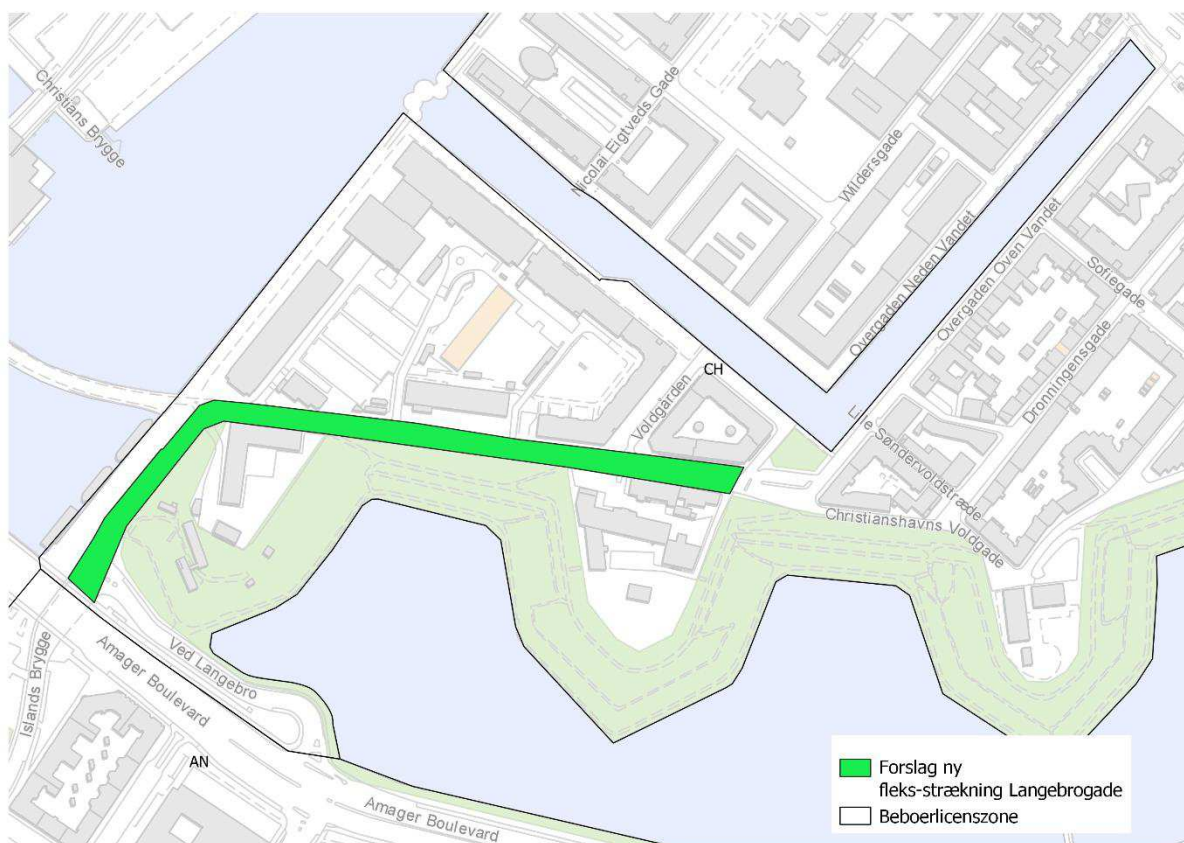 Christians Brygge
Nicolai Eigtveds Gade
Wildersgade
Overgaden Neden Vandet
Overgaden Oven Vandet
Sofiegade
Dronningensgade
CH
Voldgården
Søndervoldstræde
Christianshavns Voldgade
Ved Langebro
Islands Brygge
Amager Boulevard
AN
Amager Boulevard
Forslag ny
fleks-strækning Langebrogade
Beboerlicenszone